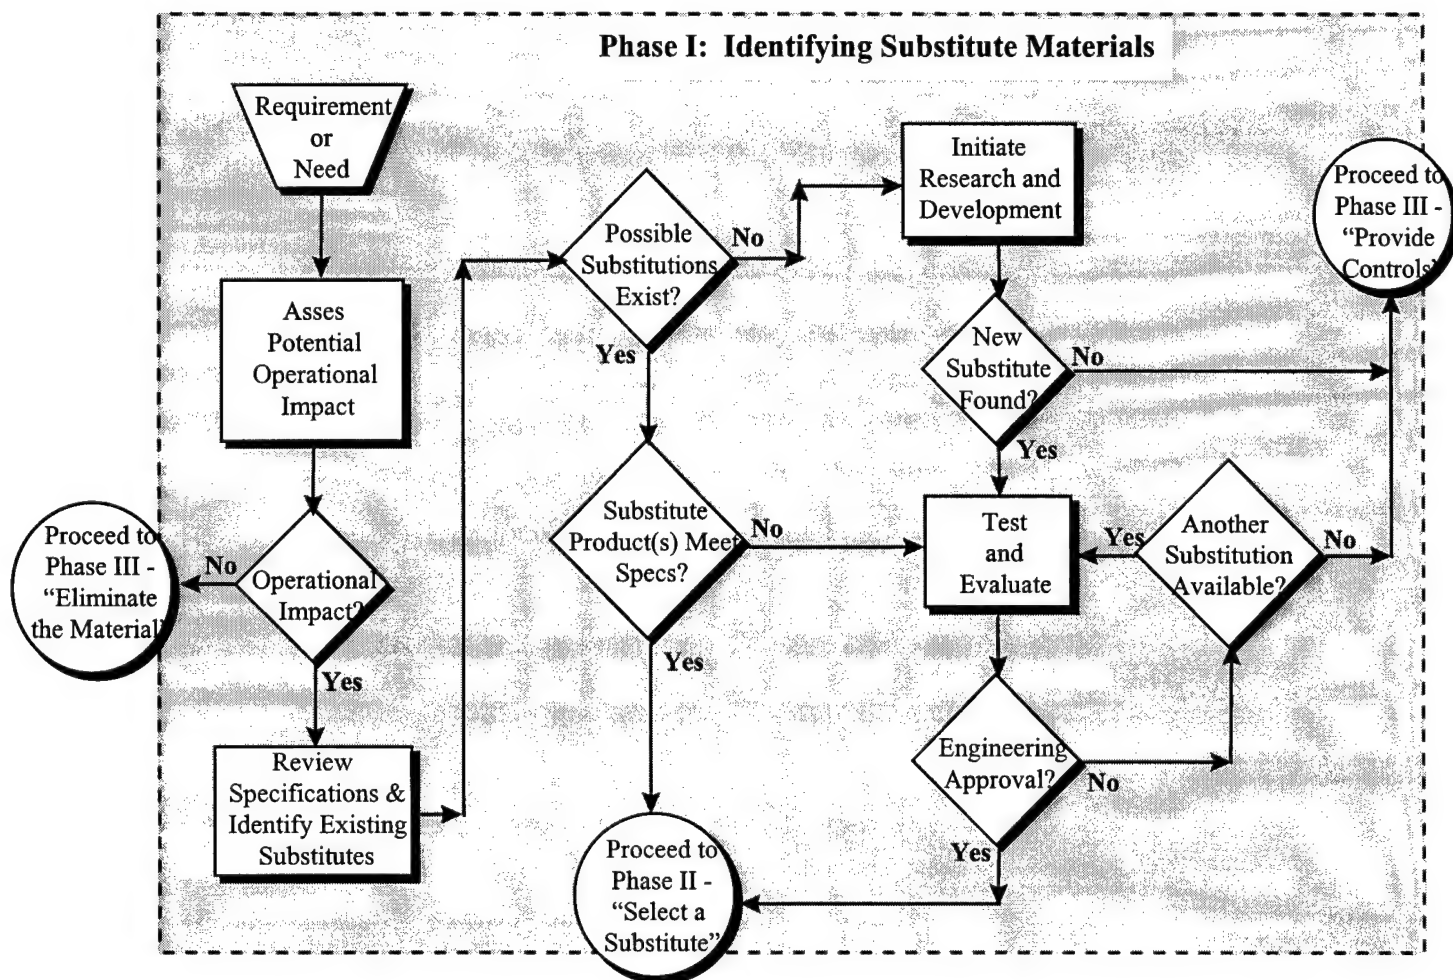 Phase I: Identifying Substitute Materials
Requirement
or
Need
Asses
Potential
Operational
Impact
Operational
Impact?
No
Proceed to
Phase III -
“Eliminate
the Material”
Yes
Review
Specifications &
Identify Existing
Substitutes
Possible
Substitutions
Exist?
No
Yes
Substitute
Product(s) Meet
Specs?
No
Yes
Proceed to
Phase II -
“Select a
Substitute”
Initiate
Research and
Development
New
Substitute
Found?
No
Yes
Test
and
Evaluate
Engineering
Approval?
No
Yes
Another
Substitution
Available?
Yes
No
Proceed to
Phase III -
“Provide
Controls”